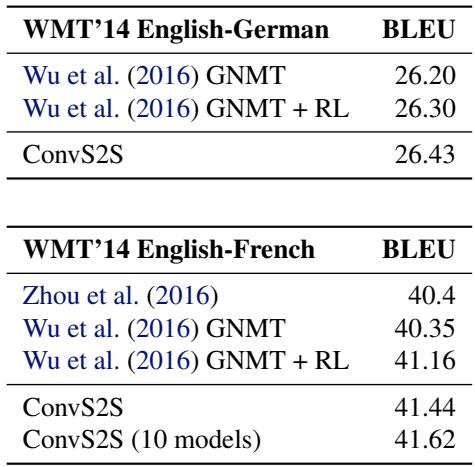 WMT'14 English-German BLEU
Wu et al. (2016) GNMT 26.20
Wu et al. (2016) GNMT + RL 26.30
ConvS2S 26.43
WMT'14 English-French BLEU
Zhou et al. (2016) 40.4
Wu et al. (2016) GNMT 40.35
Wu et al. (2016) GNMT + RL 41.16
ConvS2S 41.44
ConvS2S (10 models) 41.62